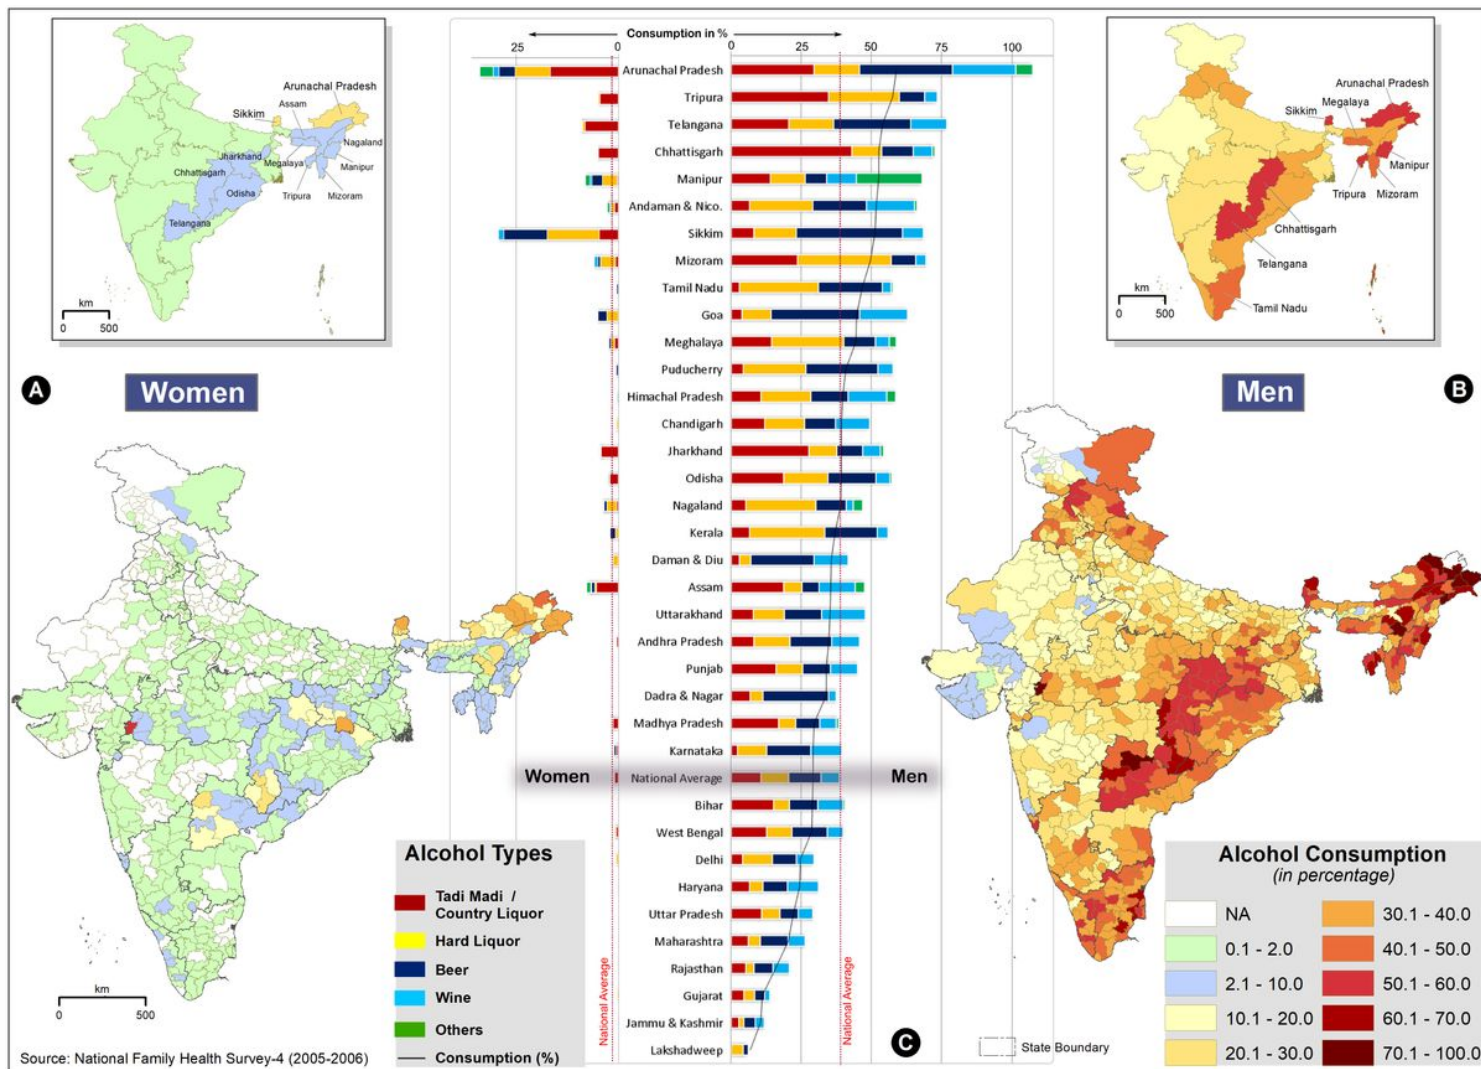 Arunachal Pradesh
Assam
Sikkim
Nagaland
Jharkhand
Megalaya
Chhattisgarh
Manipur
Odisha
Tripura
Mizoram
Telangana
km
0 500
A
Women
Consumption in %
25 0 0 25 50 75 100
Arunachal Pradesh
Tripura
Telangana
Chhattisgarh
Manipur
Andaman & Nico.
Sikkim
Mizoram
Tamil Nadu
Goa
Meghalaya
Puducherry
Himachal Pradesh
Chandigarh
Jharkhand
Odisha
Nagaland
Kerala
Daman & Diu
Assam
Uttarakhand
Andhra Pradesh
Punjab
Dadra & Nagar
Madhya Pradesh
Karnataka
Women National Average Men
Bihar
West Bengal
Delhi
Haryana
Uttar Pradesh
Maharashtra
Rajasthan
Gujarat
Jammu & Kashmir
Lakshadweep
National Average
National Average
C
Arunachal Pradesh
Megalaya
Sikkim
Manipur
Tripura
Mizoram
Chhattisgarh
Telangana
Tamil Nadu
km
0 500
B
Men
km
0 500
Source: National Family Health Survey-4 (2005-2006)
Alcohol Types
Tadi Madi /
Country Liquor
Hard Liquor
Beer
Wine
Others
Consumption (%)
State Boundary
Alcohol Consumption
(in percentage)
NA
0.1 - 2.0
2.1 - 10.0
10.1 - 20.0
20.1 - 30.0
30.1 - 40.0
40.1 - 50.0
50.1 - 60.0
60.1 - 70.0
70.1 - 100.0